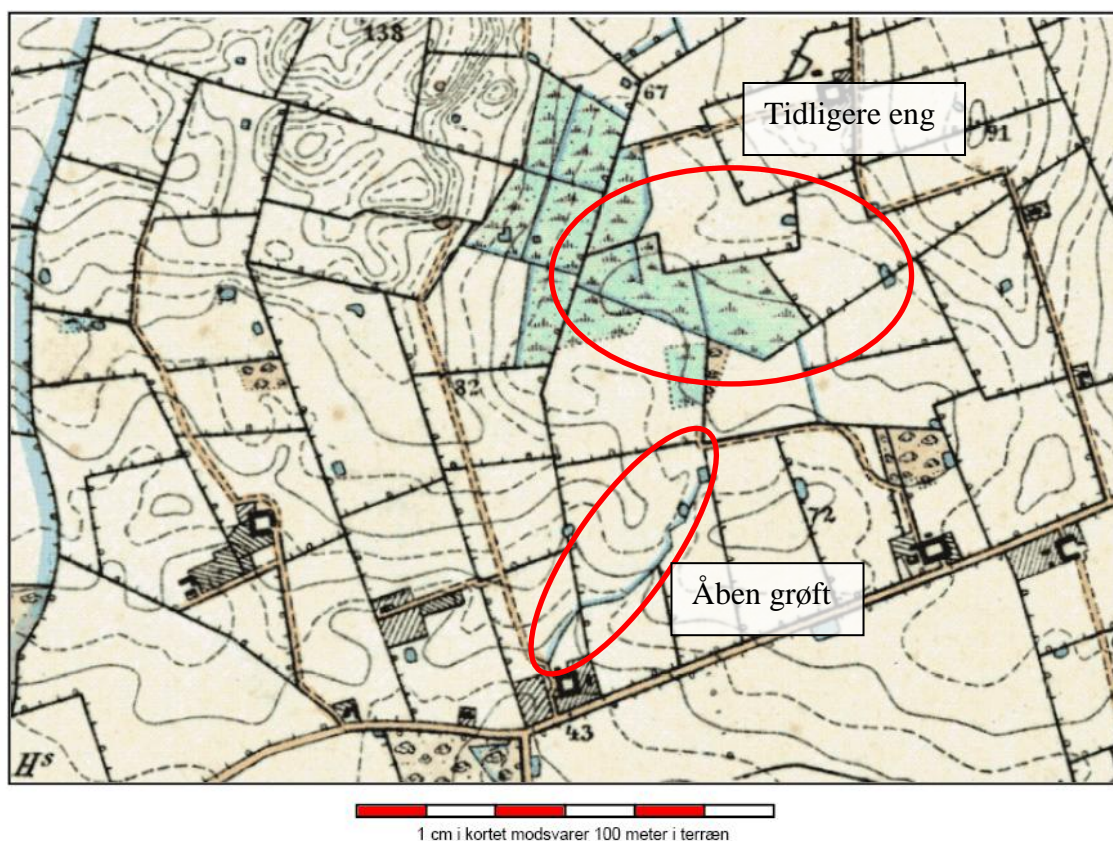 138
67
Tidligere eng
91
82
72
Åben grøft
43
Hs
1 cm i kortet modsvarer 100 meter i terræn